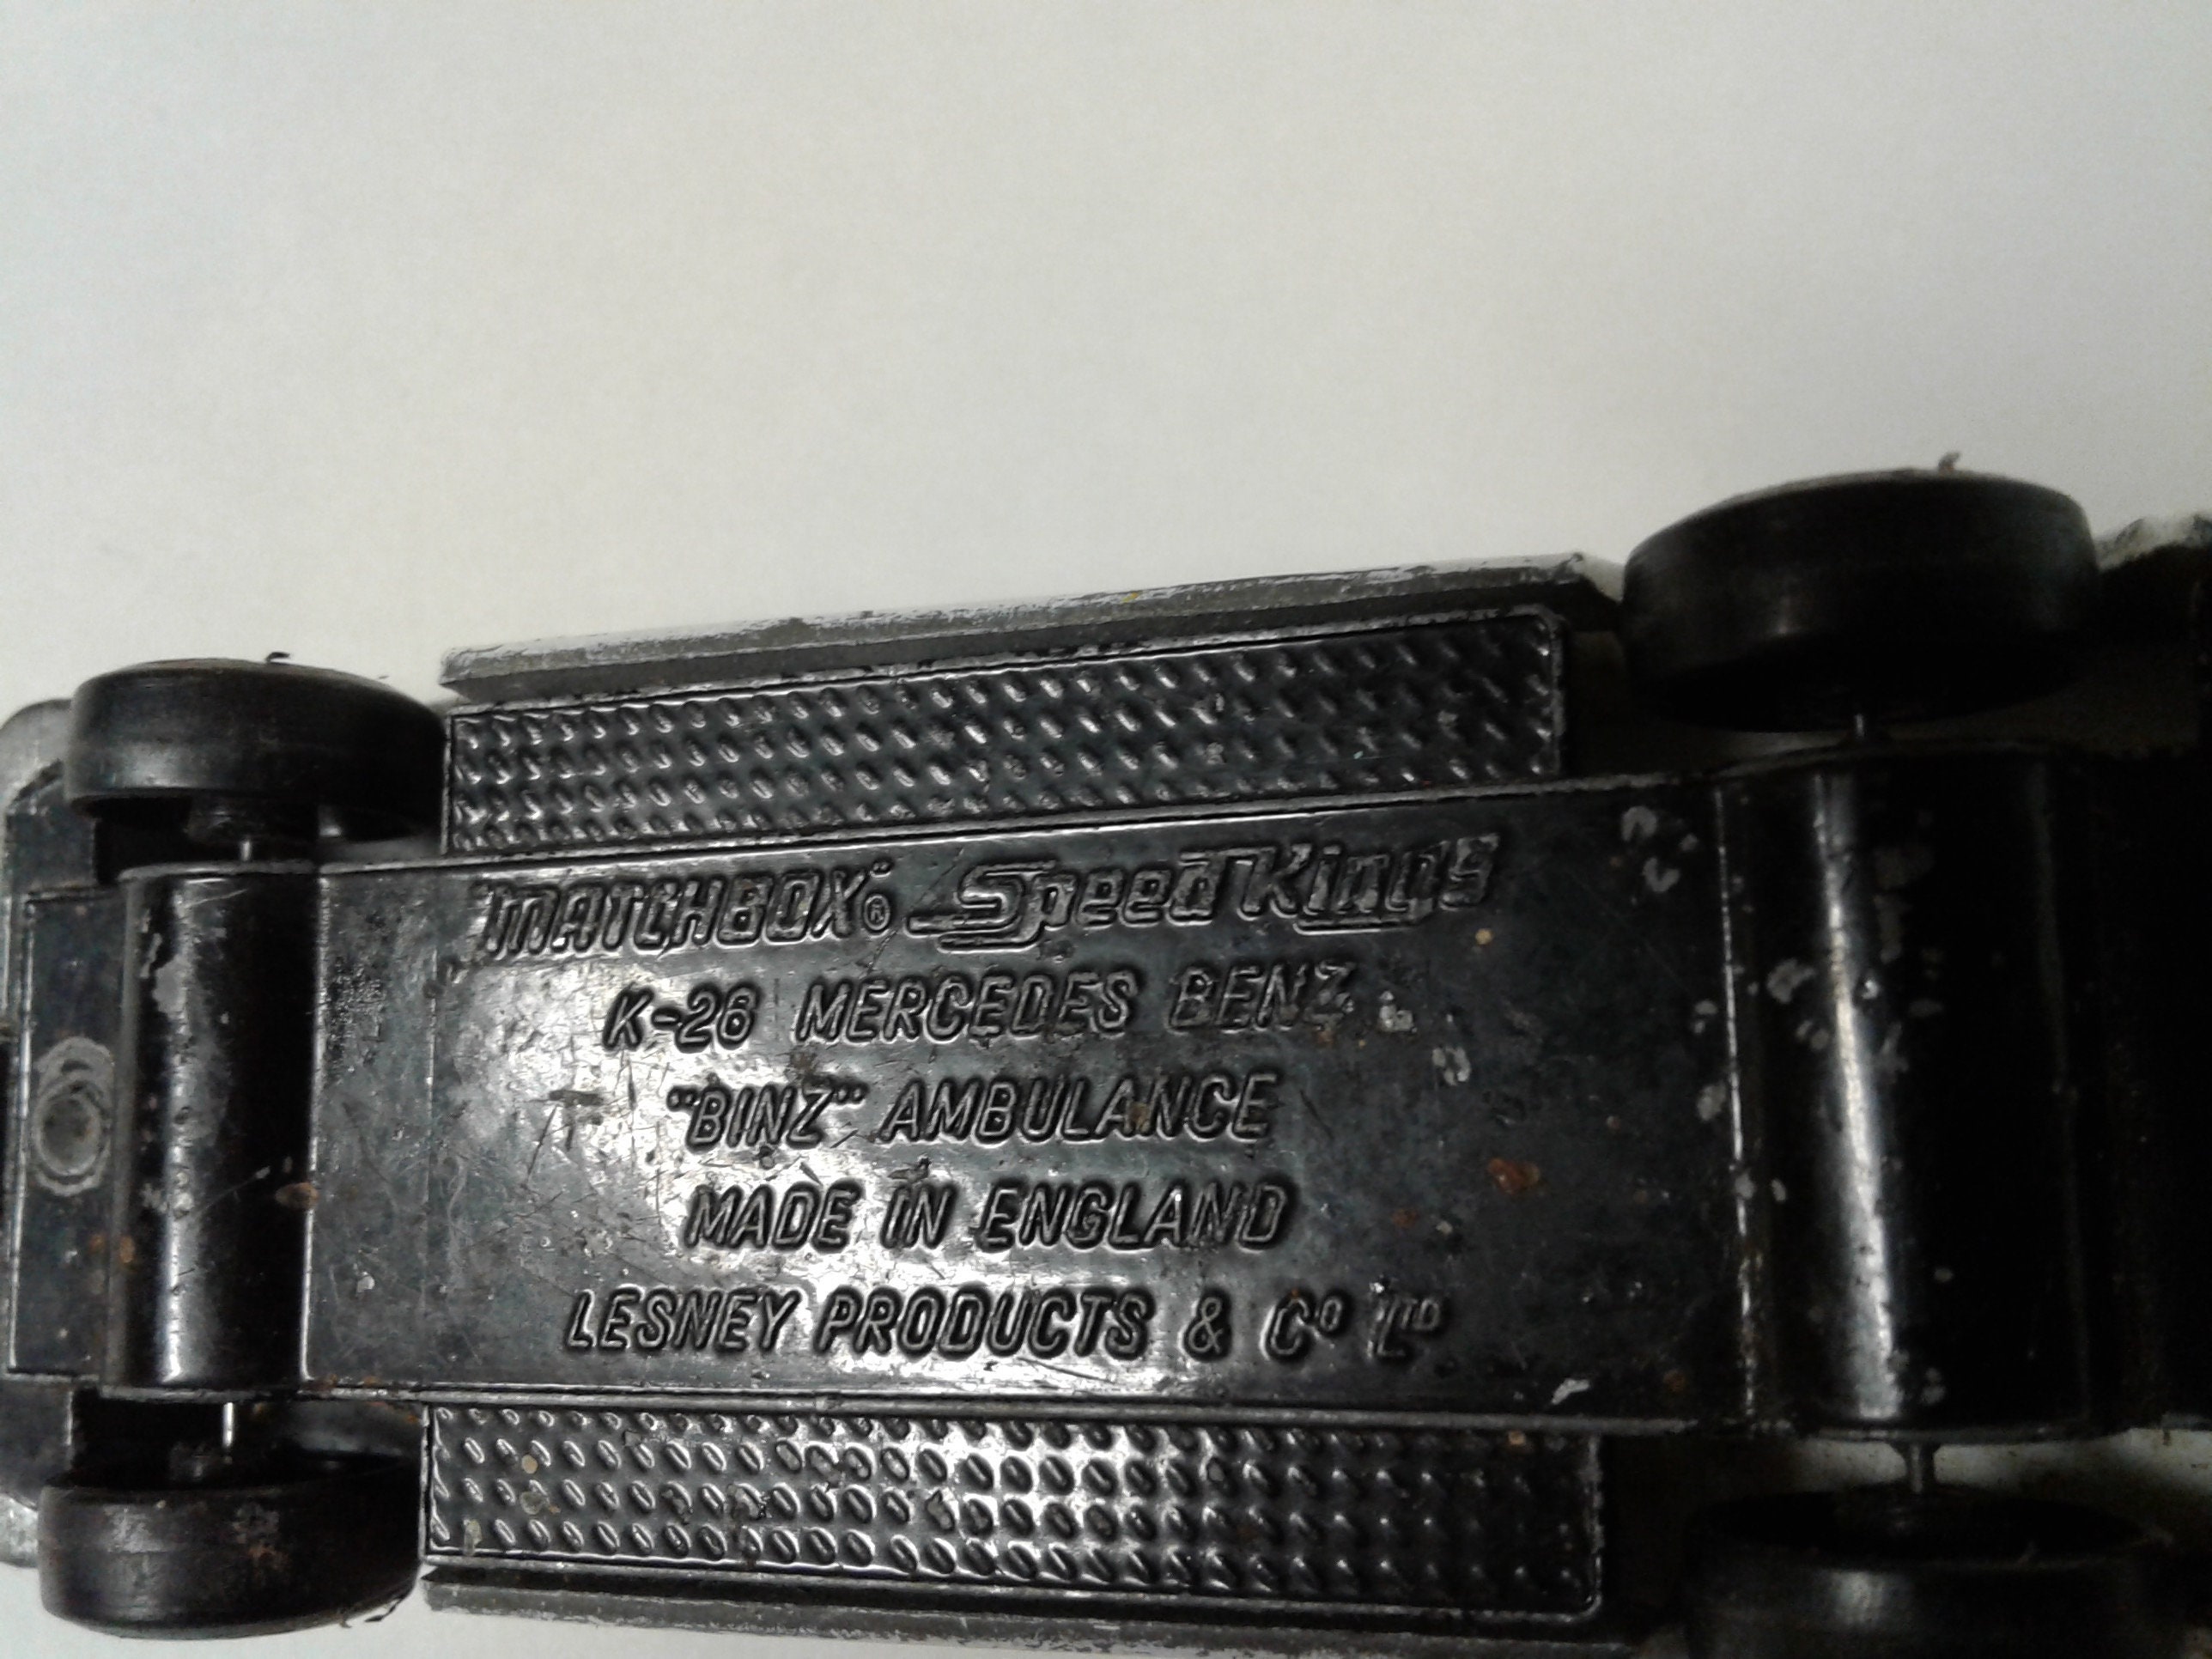 "MATCHBOX"® Speed Kings
K-26 MERCEDES BENZ
"BINZ" AMBULANCE
MADE IN ENGLAND
LESNEY PRODUCTS & Cº Lᵀᴰ